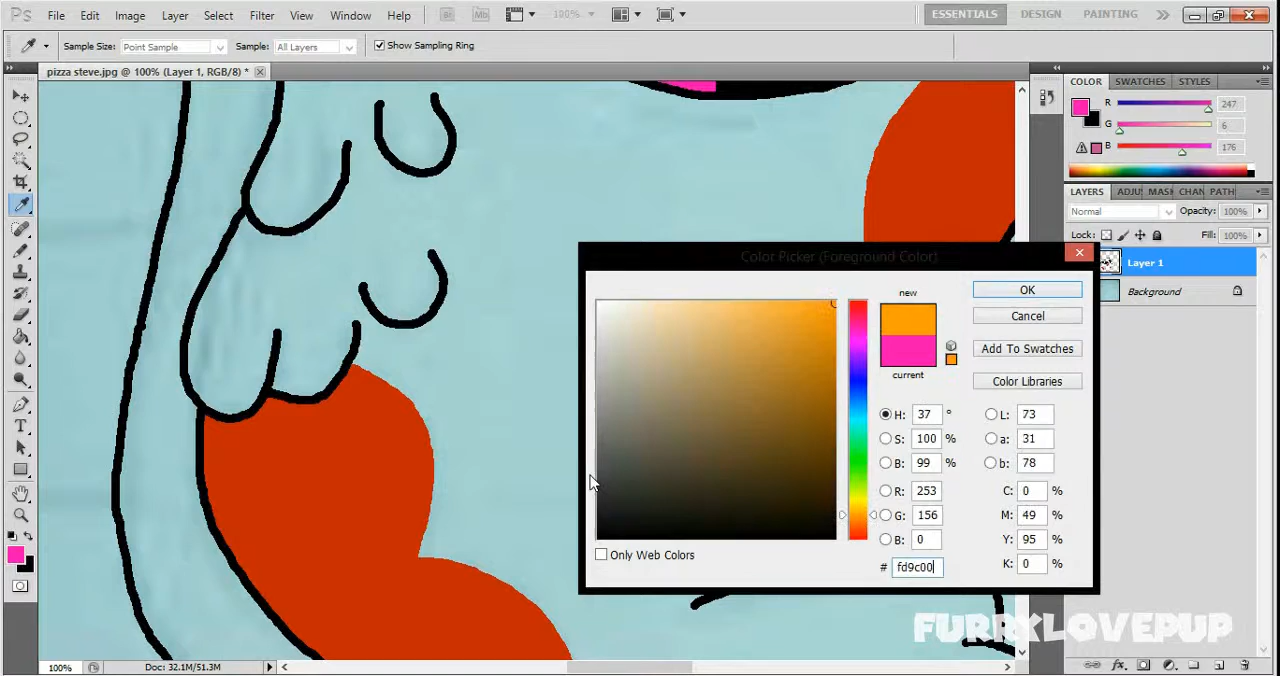 Ps File Edit Image Layer Select Filter View Window Help Br Mb 100% ESSENTIALS DESIGN PAINTING
Sample Size: Point Sample Sample: All Layers Show Sampling Ring
pizza steve.jpg @ 100% (Layer 1, RGB/8) *
COLOR SWATCHES STYLES
R 247
G 6
B 176
LAYERS ADJU MASK CHAN PATH
Normal Opacity: 100%
Lock: Fill: 100%
Layer 1
Background
Color Picker (Foreground Color)
new
current
OK
Cancel
Add To Swatches
Color Libraries
H: 37 ° L: 73
S: 100 % a: 31
B: 99 % b: 78
R: 253 C: 0 %
G: 156 M: 49 %
B: 0 Y: 95 %
# fd9c00 K: 0 %
Only Web Colors
FURRYLOVEPUP
100% Doc: 32.1M/51.3M